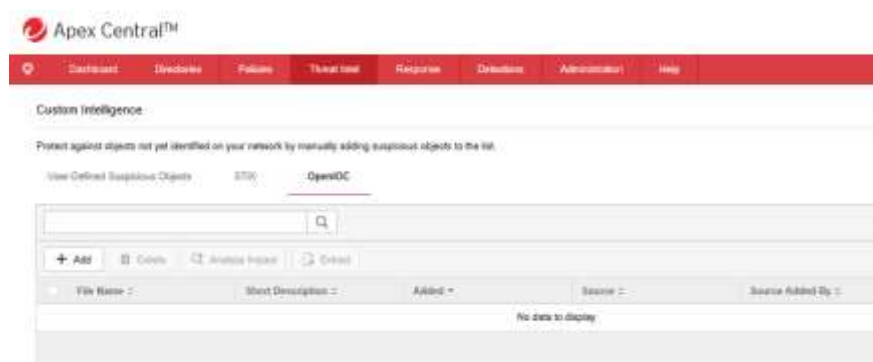 Apex Central™
Dashboard Directories Policies Threat Intel Response Detections Administration Help
Custom Intelligence
Protect against objects not yet identified on your network by manually adding suspicious objects to the list.
User-Defined Suspicious Objects STIX OpenIOC
+ Add Delete Analyze Impact Extract
File Name Short Description Added Source Source Added By
No data to display